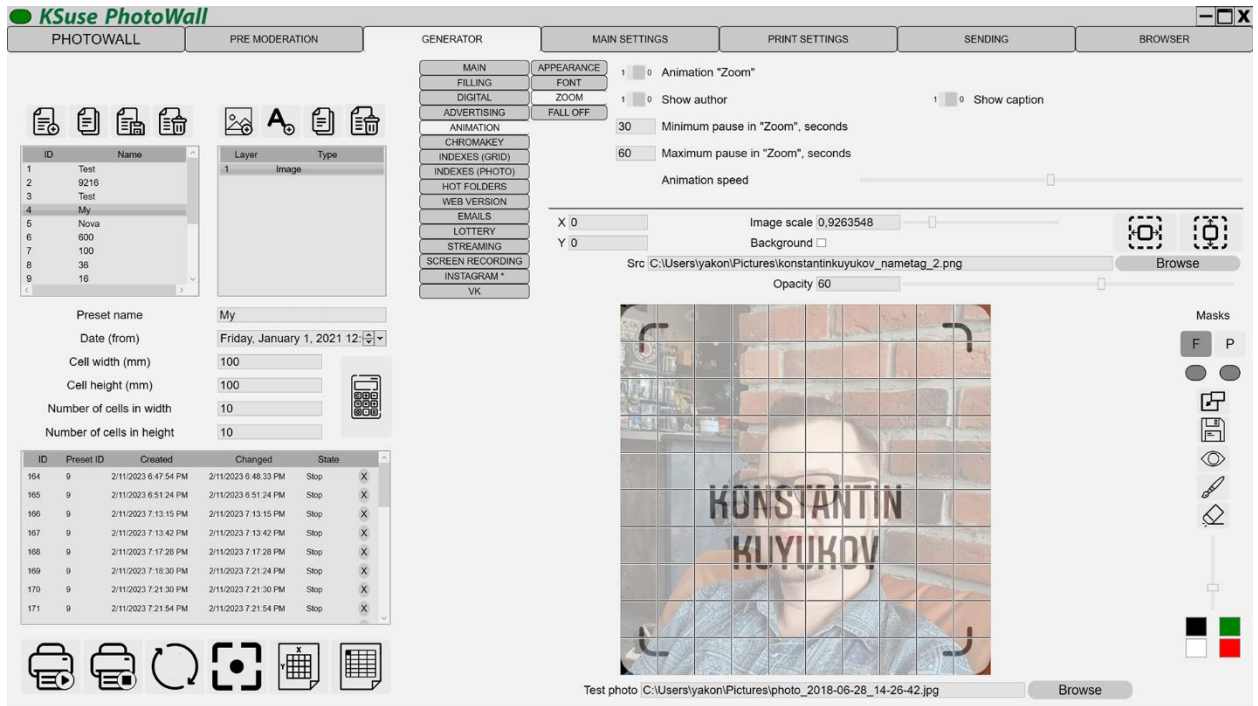 KSuse PhotoWall
PHOTOWALL PRE MODERATION GENERATOR MAIN SETTINGS PRINT SETTINGS SENDING BROWSER
ID Name
1 Test
2 9216
3 Test
4 My
5 Nova
6 600
7 100
8 36
9 16
Layer Type
1 Image
Preset name My
Date (from) Friday, January 1, 2021 12:
Cell width (mm) 100
Cell height (mm) 100
Number of cells in width 10
Number of cells in height 10
ID Preset ID Created Changed State
164 9 2/11/2023 6:47:54 PM 2/11/2023 6:48:33 PM Stop X
165 9 2/11/2023 6:51:24 PM 2/11/2023 6:51:24 PM Stop X
166 9 2/11/2023 7:13:15 PM 2/11/2023 7:13:15 PM Stop X
167 9 2/11/2023 7:13:42 PM 2/11/2023 7:13:42 PM Stop X
168 9 2/11/2023 7:17:28 PM 2/11/2023 7:17:28 PM Stop X
169 9 2/11/2023 7:18:30 PM 2/11/2023 7:21:24 PM Stop X
170 9 2/11/2023 7:21:30 PM 2/11/2023 7:21:30 PM Stop X
171 9 2/11/2023 7:21:54 PM 2/11/2023 7:21:54 PM Stop X
X
Y
MAIN
FILLING
DIGITAL
ADVERTISING
ANIMATION
CHROMAKEY
INDEXES (GRID)
INDEXES (PHOTO)
HOT FOLDERS
WEB VERSION
EMAILS
LOTTERY
STREAMING
SCREEN RECORDING
INSTAGRAM *
VK
APPEARANCE
FONT
ZOOM
FALL OFF
1 0 Animation "Zoom"
1 0 Show author 1 0 Show caption
30 Minimum pause in "Zoom", seconds
60 Maximum pause in "Zoom", seconds
Animation speed
X 0 Image scale 0,9263548
Y 0 Background
Src C:\Users\yakon\Pictures\konstantinkuyukov_nametag_2.png Browse
Opacity 60
KONSTANTIN
KUYUKOV
Masks
F P
Test photo C:\Users\yakon\Pictures\photo_2018-06-28_14-26-42.jpg Browse